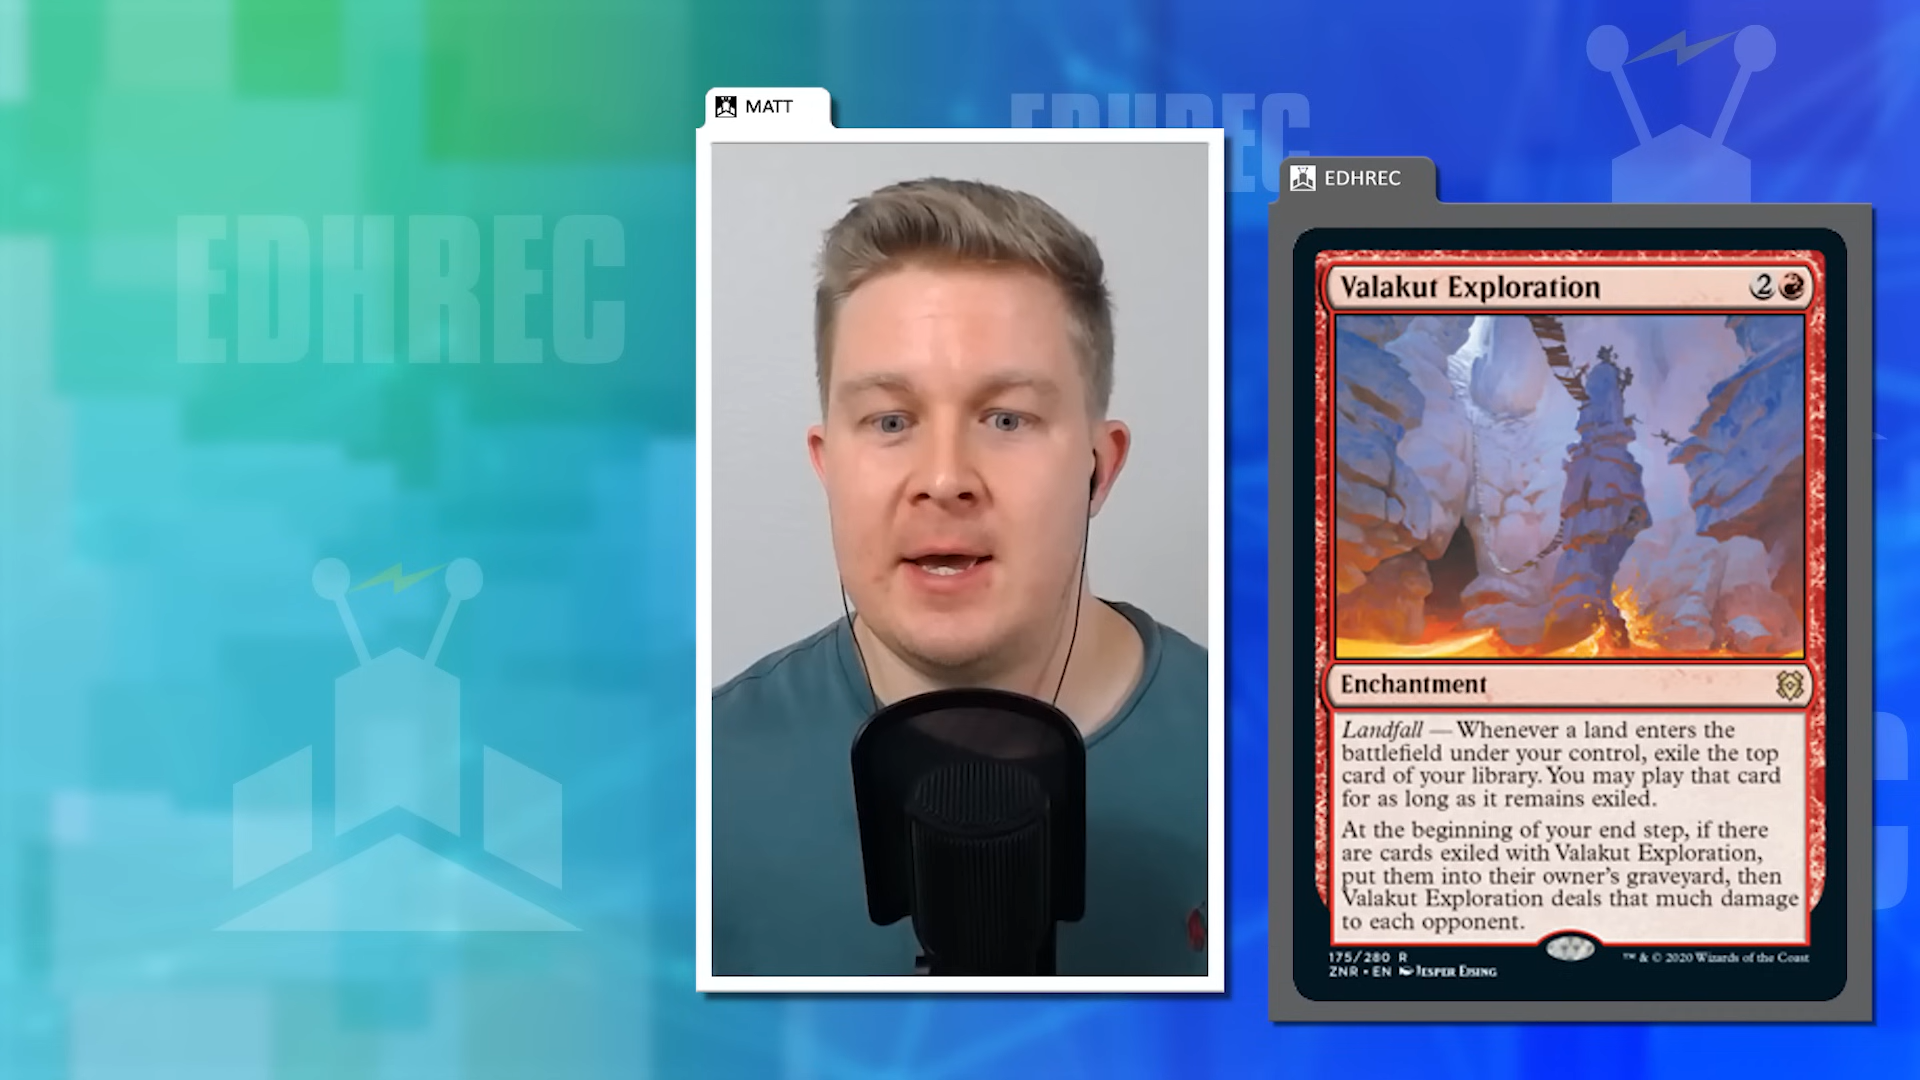 MATT
EDHREC
EDHREC
EDHREC
Valakut Exploration 2
Enchantment
Landfall — Whenever a land enters the
battlefield under your control, exile the top
card of your library. You may play that card
for as long as it remains exiled.
At the beginning of your end step, if there
are cards exiled with Valakut Exploration,
put them into their owner's graveyard, then
Valakut Exploration deals that much damage
to each opponent.
175/280 R
ZNR • EN Jesper Ejsing
™ & © 2020 Wizards of the Coast